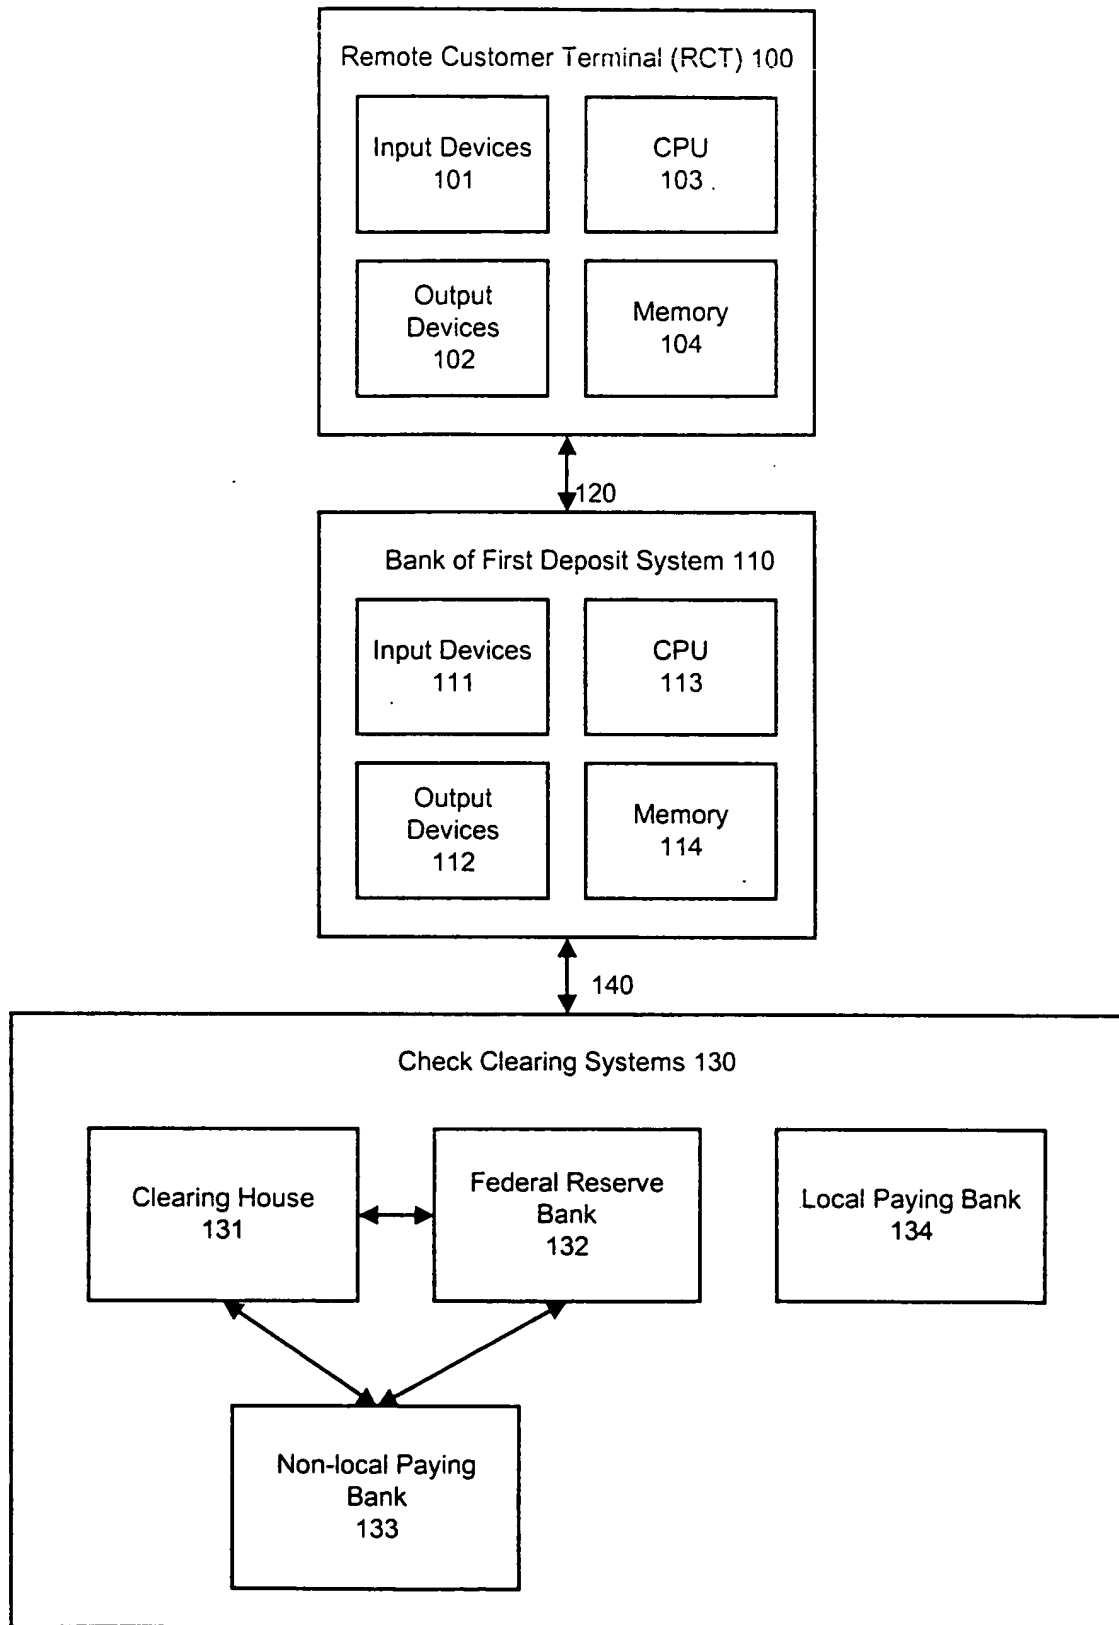 Remote Customer Terminal (RCT) 100
Input Devices
101
CPU
103
Output
Devices
102
Memory
104
120
Bank of First Deposit System 110
Input Devices
111
CPU
113
Output
Devices
112
Memory
114
140
Check Clearing Systems 130
Clearing House
131
Federal Reserve
Bank
132
Local Paying Bank
134
Non-local Paying
Bank
133